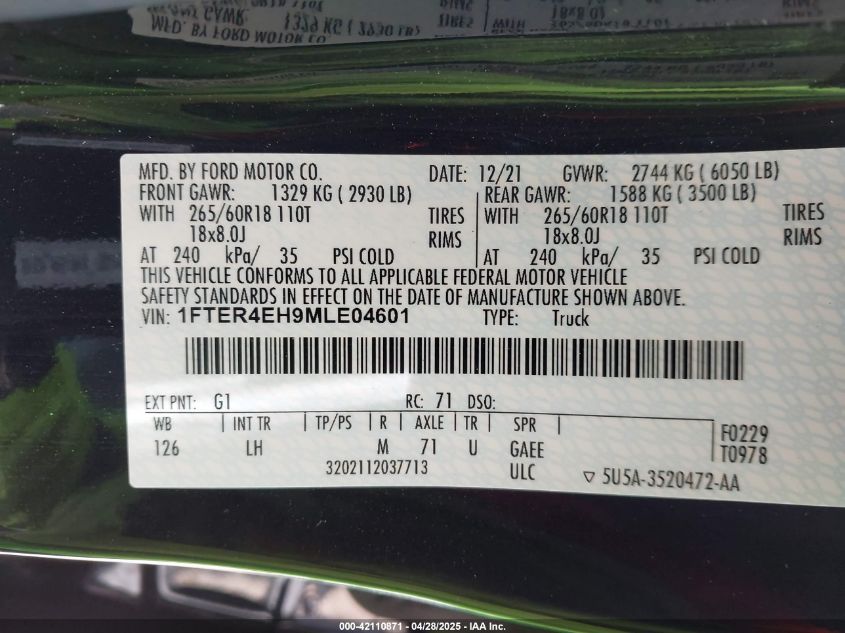 MFD. BY FORD MOTOR CO. DATE: 12/21 GVWR: 2744 KG ( 6050 LB)
FRONT GAWR: 1329 KG ( 2930 LB) REAR GAWR: 1588 KG ( 3500 LB)
WITH 265/60R18 110T TIRES WITH 265/60R18 110T TIRES
18x8.0J RIMS 18x8.0J RIMS
AT 240 kPa/ 35 PSI COLD AT 240 kPa/ 35 PSI COLD
THIS VEHICLE CONFORMS TO ALL APPLICABLE FEDERAL MOTOR VEHICLE
SAFETY STANDARDS IN EFFECT ON THE DATE OF MANUFACTURE SHOWN ABOVE.
VIN: 1FTER4EH9MLE04601 TYPE: Truck
EXT PNT: G1 RC: 71 DSO:
WB INT TR TP/PS R AXLE TR SPR
126 LH M 71 U GAEE
F0229
T0978
3202112037713 ULC ▽ 5U5A-3520472-AA
000-42110871 - 04/28/2025 - IAA Inc.